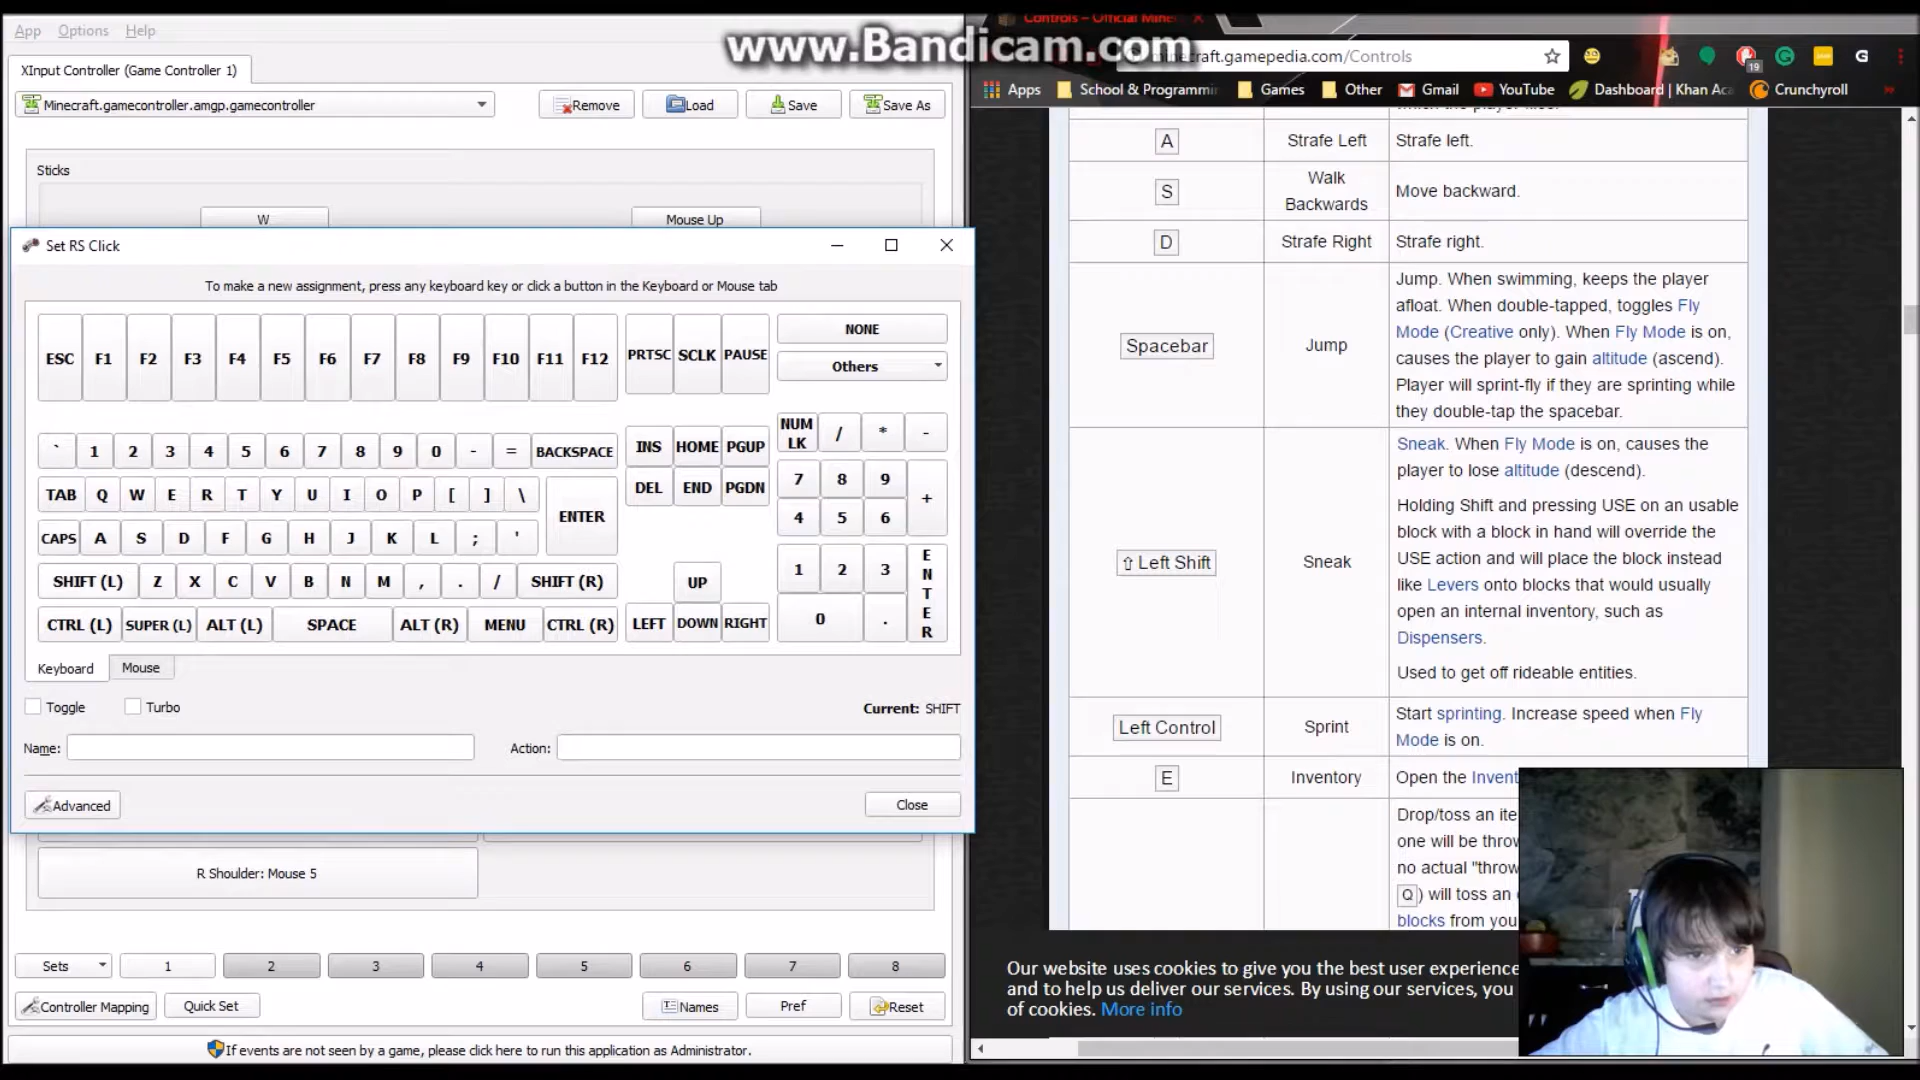 www.Bandicam.com
App Options Help
XInput Controller (Game Controller 1)
Minecraft.gamecontroller.amgp.gamecontroller
Remove Load Save Save As
Sticks
W Mouse Up
Set RS Click
To make a new assignment, press any keyboard key or click a button in the Keyboard or Mouse tab
ESC F1 F2 F3 F4 F5 F6 F7 F8 F9 F10 F11 F12 PRTSC SCLK PAUSE
NONE
Others
` 1 2 3 4 5 6 7 8 9 0 - = BACKSPACE INS HOME PGUP NUM LK / * -
TAB Q W E R T Y U I O P [ ] \ ENTER DEL END PGDN 7 8 9 +
CAPS A S D F G H J K L ; ' 4 5 6
SHIFT (L) Z X C V B N M , . / SHIFT (R) UP 1 2 3 ENTER
CTRL (L) SUPER (L) ALT (L) SPACE ALT (R) MENU CTRL (R) LEFT DOWN RIGHT 0 .
Keyboard Mouse
Toggle Turbo
Current: SHIFT
Name: Action:
Advanced Close
R Shoulder: Mouse 5
Sets 1 2 3 4 5 6 7 8
Controller Mapping Quick Set Names Pref Reset
If events are not seen by a game, please click here to run this application as Administrator.
Controls – Official Mine
minecraft.gamepedia.com/Controls
19
G
Apps School & Programmi Games Other Gmail YouTube Dashboard | Khan Aca Crunchyroll »
A Strafe Left Strafe left.
S Walk Backwards Move backward.
D Strafe Right Strafe right.
Spacebar Jump
Jump. When swimming, keeps the player
afloat. When double-tapped, toggles Fly
Mode (Creative only). When Fly Mode is on,
causes the player to gain altitude (ascend).
Player will sprint-fly if they are sprinting while
they double-tap the spacebar.
⇧ Left Shift Sneak
Sneak. When Fly Mode is on, causes the
player to lose altitude (descend).
Holding Shift and pressing USE on an usable
block with a block in hand will override the
USE action and will place the block instead
like Levers onto blocks that would usually
open an internal inventory, such as
Dispensers.
Used to get off rideable entities.
Left Control Sprint
Start sprinting. Increase speed when Fly
Mode is on.
E Inventory Open the Invent
Drop/toss an ite
one will be throw
no actual "throw
Q ) will toss an
blocks from you
Our website uses cookies to give you the best user experience
and to help us deliver our services. By using our services, you
of cookies. More info